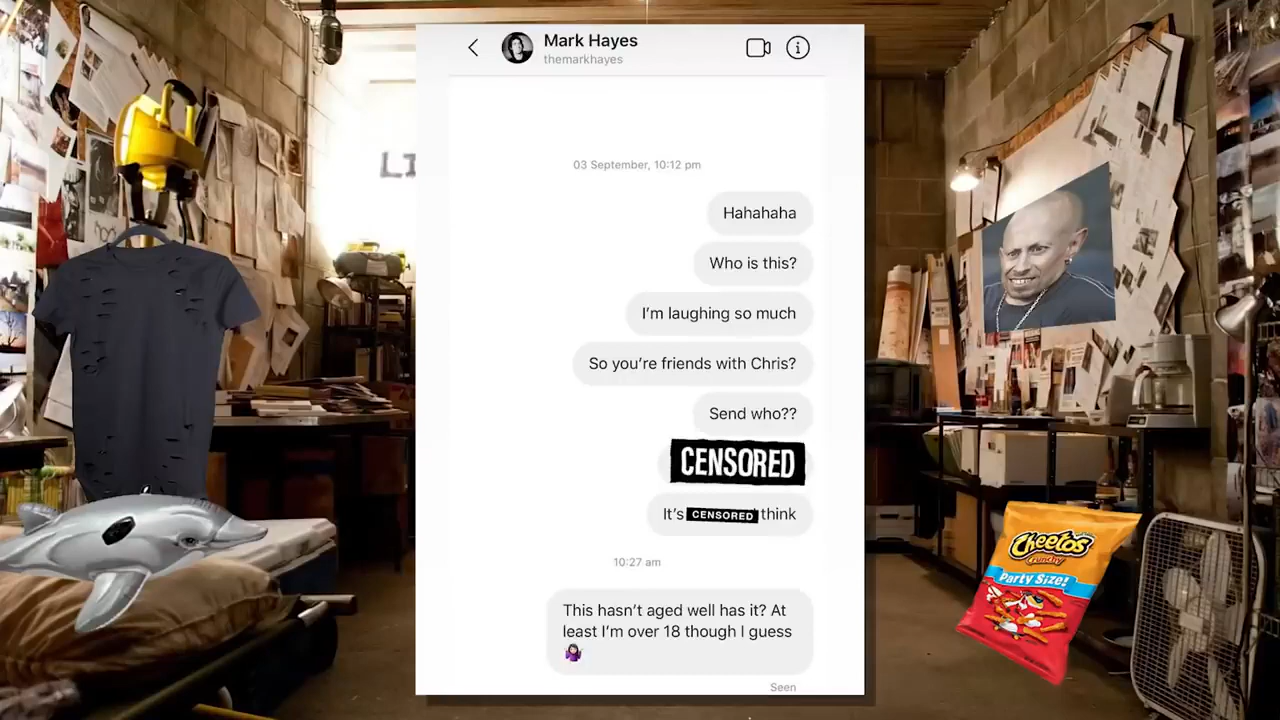 Mark Hayes
themarkhayes
03 September, 10:12 pm
Hahahaha
Who is this?
I'm laughing so much
So you're friends with Chris?
Send who??
CENSORED
It's CENSORED think
10:27 am
This hasn't aged well has it? At
least I'm over 18 though I guess
Seen
LI
Cheetos
Crunchy
Party Size!